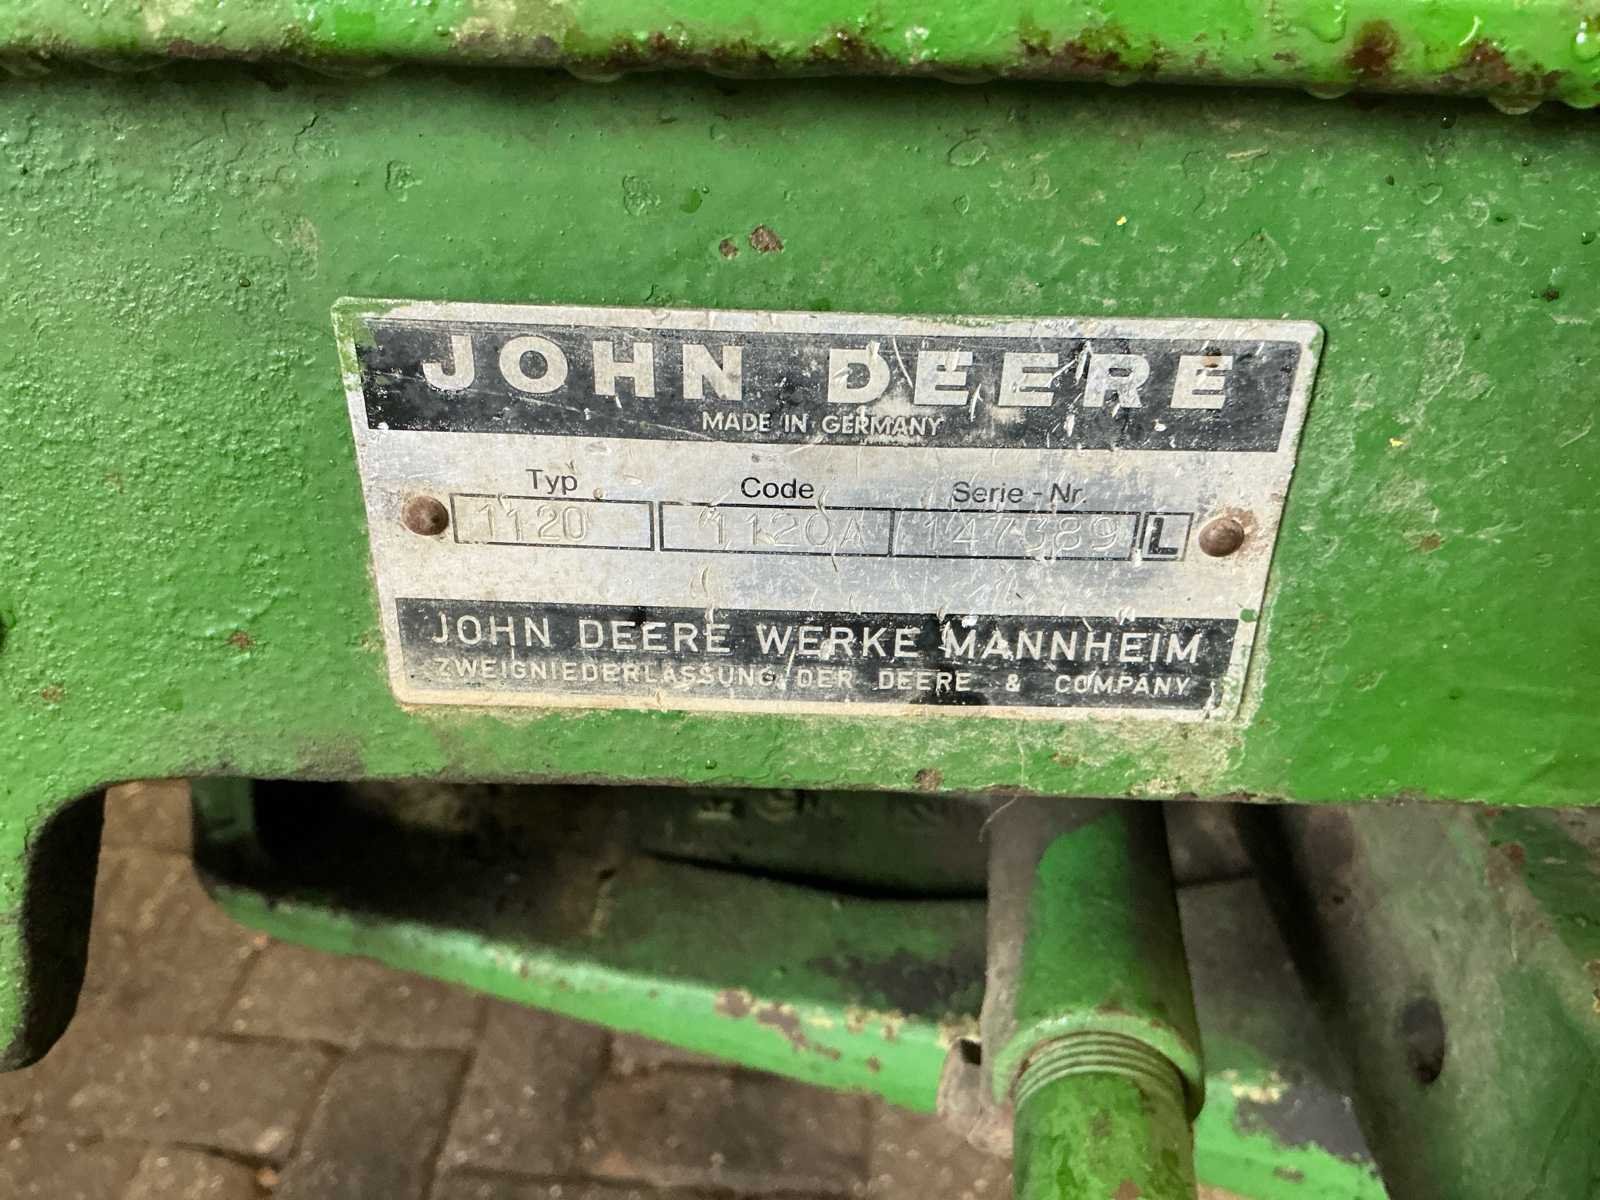 JOHN DEERE
MADE IN GERMANY
Typ Code Serie - Nr.
1120 1120A 147389 L
JOHN DEERE WERKE MANNHEIM
ZWEIGNIEDERLASSUNG DER DEERE & COMPANY